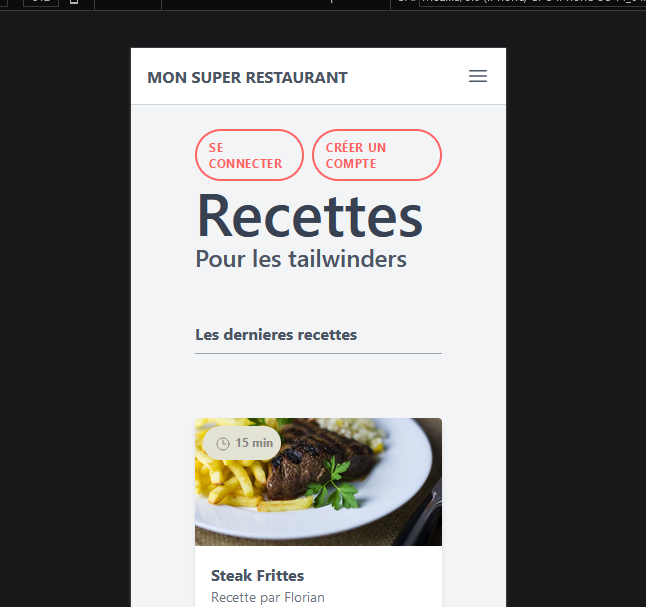 MON SUPER RESTAURANT
SE
CONNECTER
CRÉER UN
COMPTE
Recettes
Pour les tailwinders
Les dernieres recettes
15 min
Steak Frittes
Recette par Florian